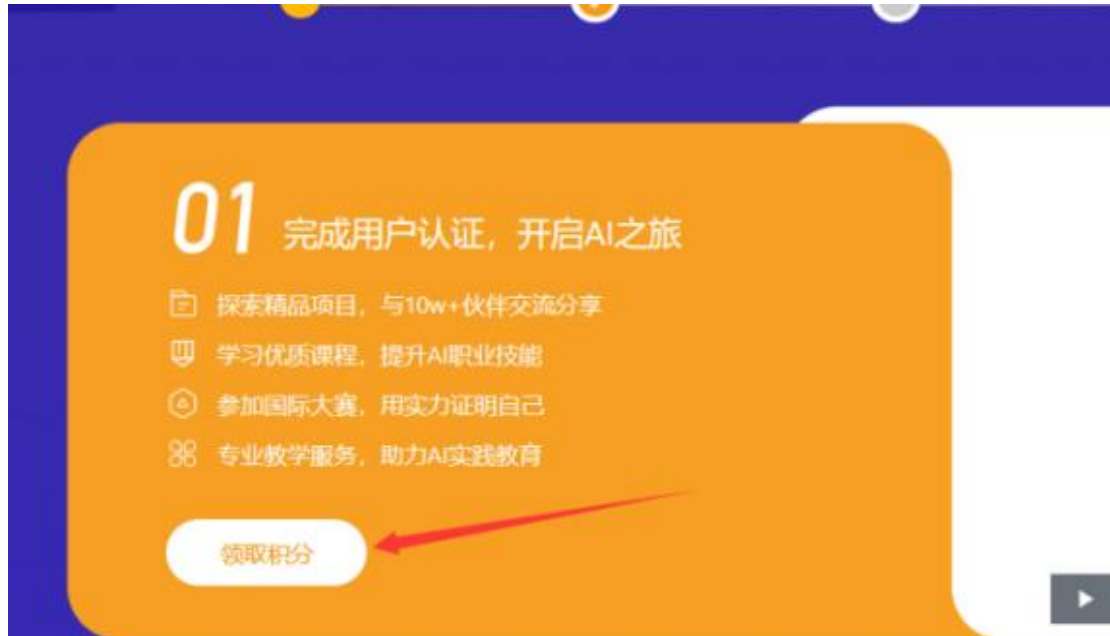 01 完成用户认证，开启AI之旅
探索精品项目，与10w+伙伴交流分享
学习优质课程，提升AI职业技能
参加国际大赛，用实力证明自己
专业教学服务，助力AI实践教育
领取积分